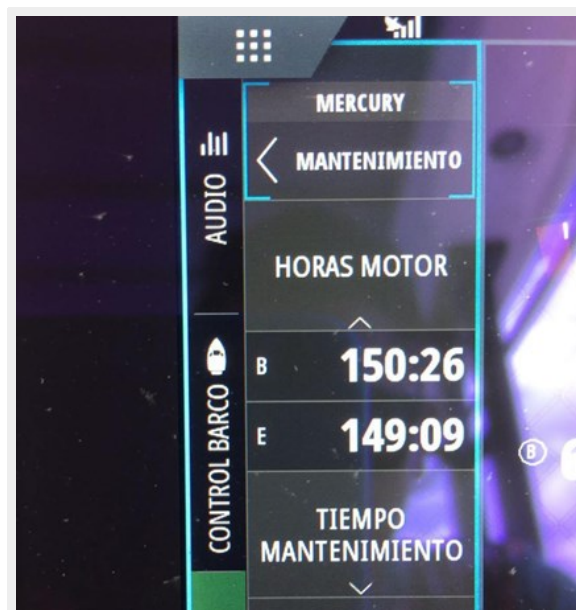 MERCURY
MANTENIMIENTO
AUDIO
HORAS MOTOR
B 150:26
E 149:09
CONTROL BARCO
TIEMPO
MANTENIMIENTO
B